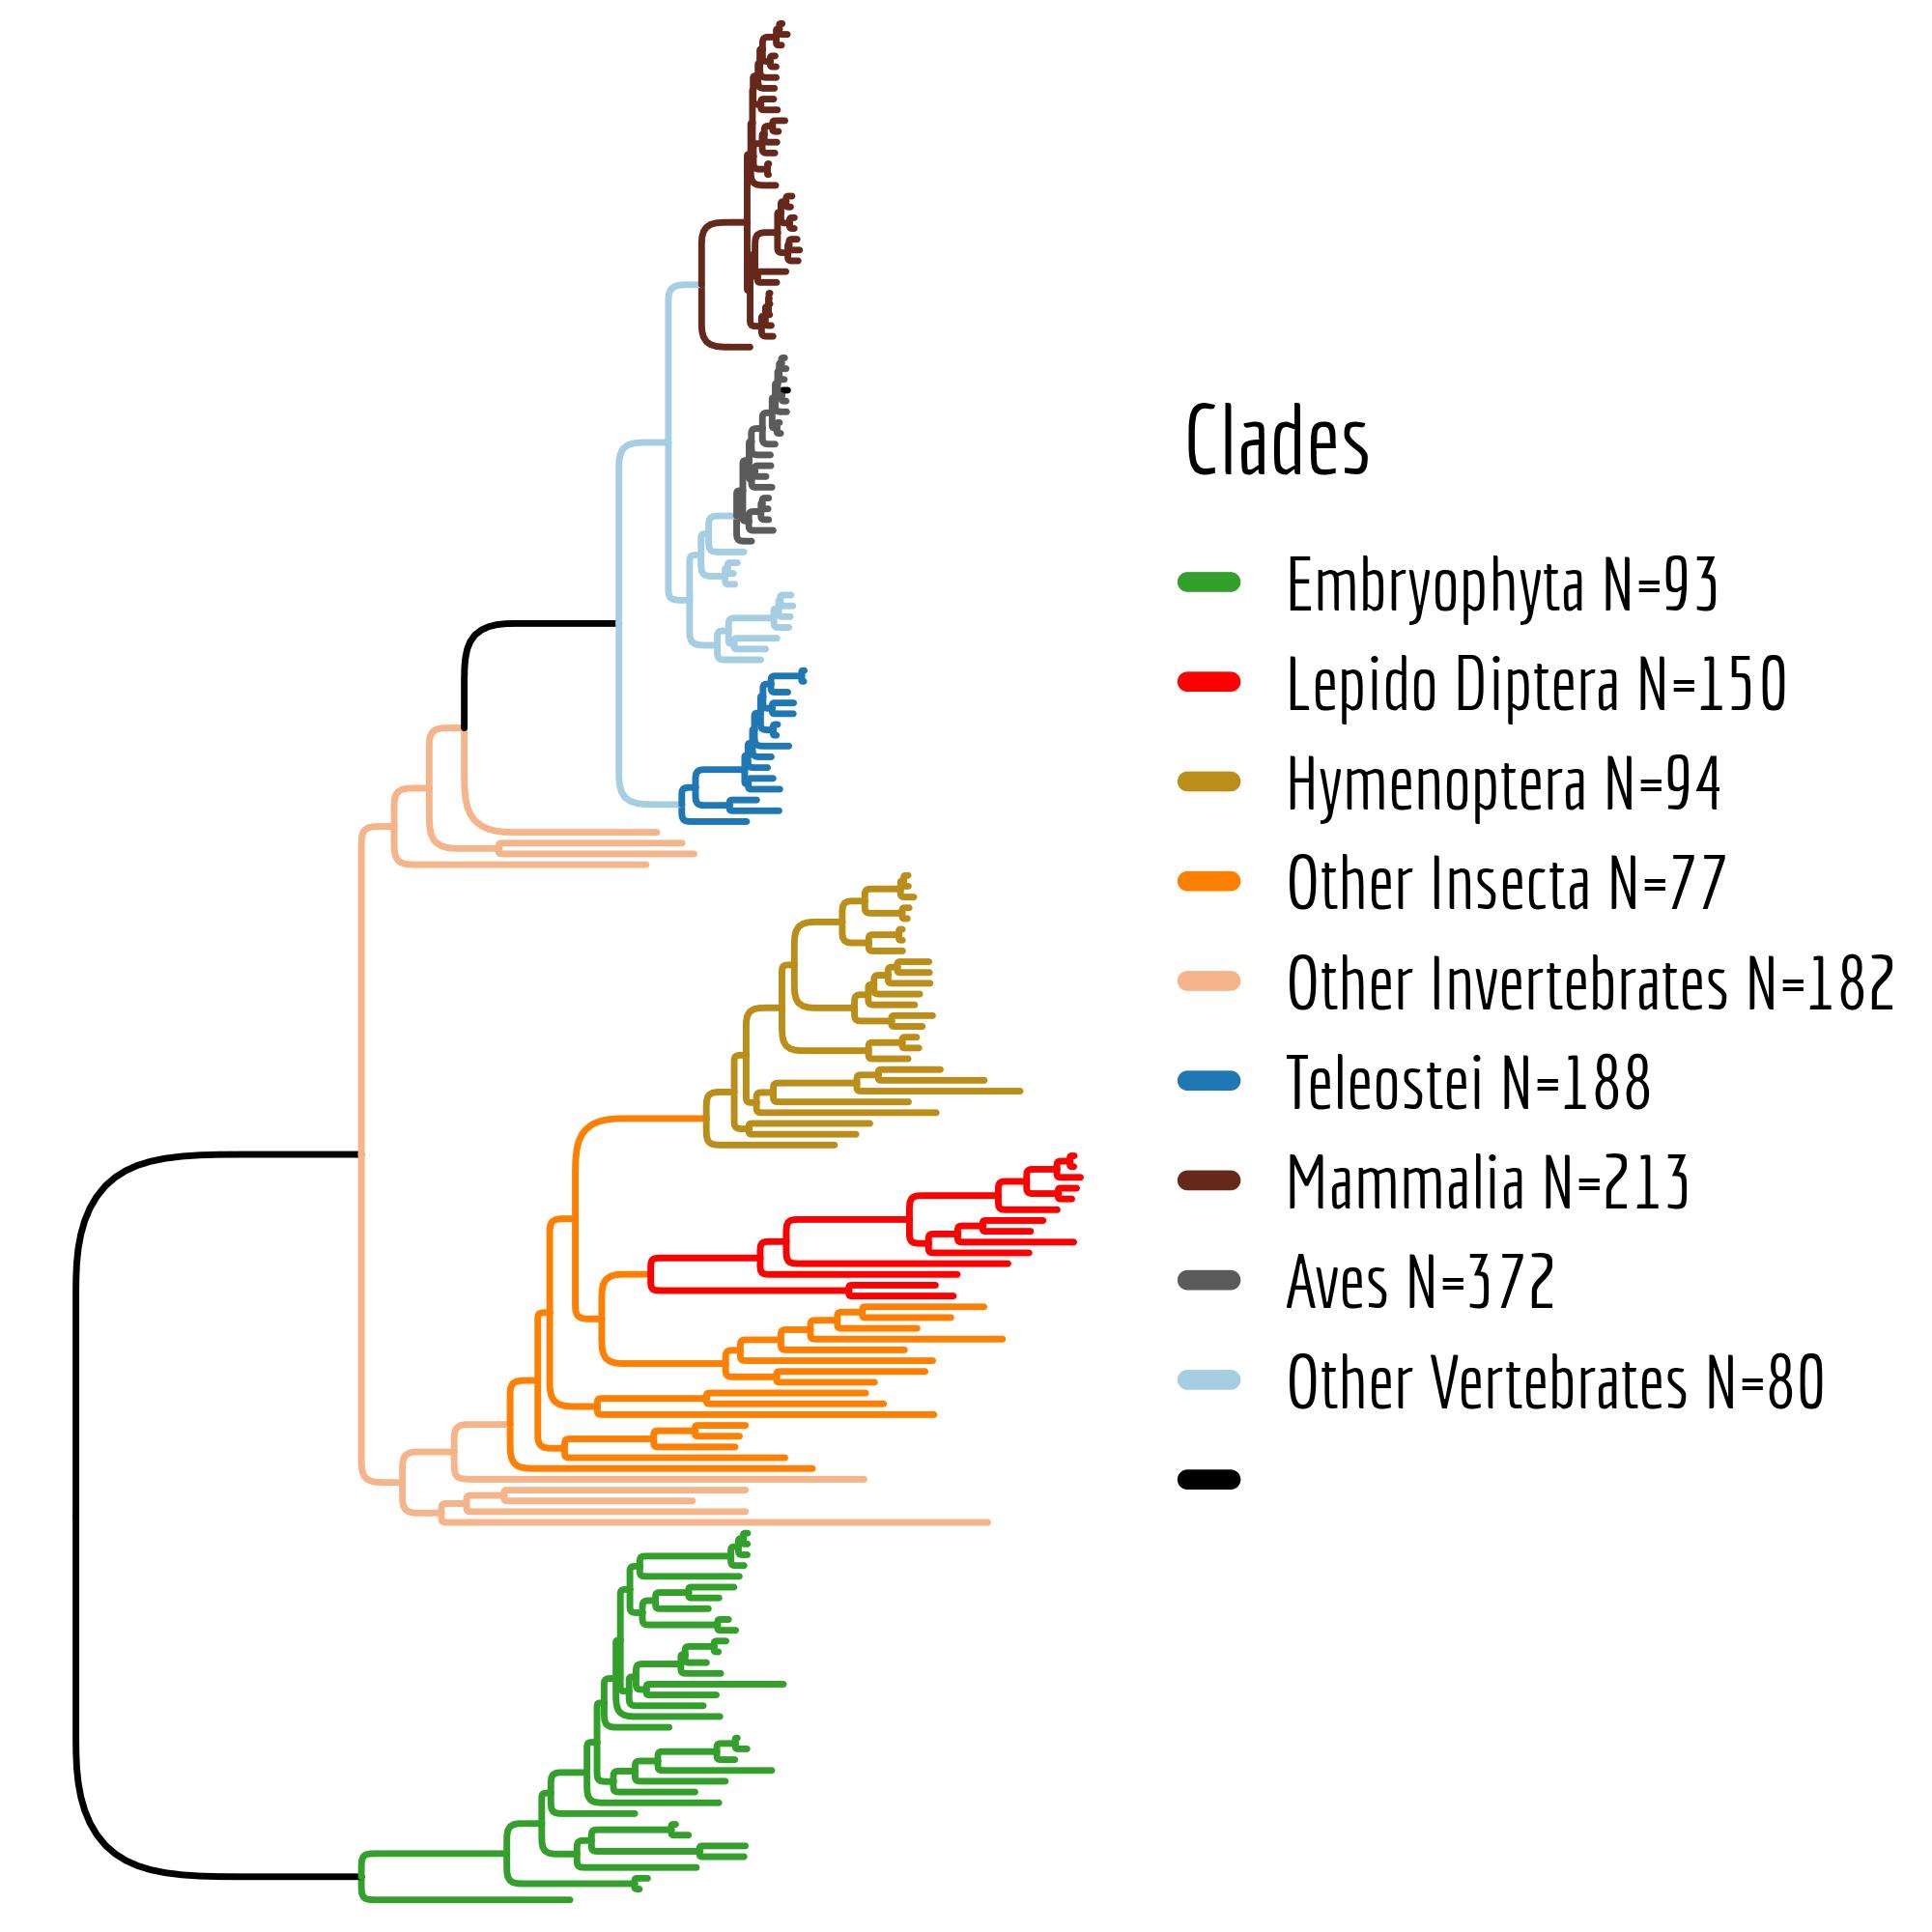 Clades
Embryophyta N=93
Lepido Diptera N=150
Hymenoptera N=94
Other Insecta N=77
Other Invertebrates N=182
Teleostei N=188
Mammalia N=213
Aves N=372
Other Vertebrates N=80